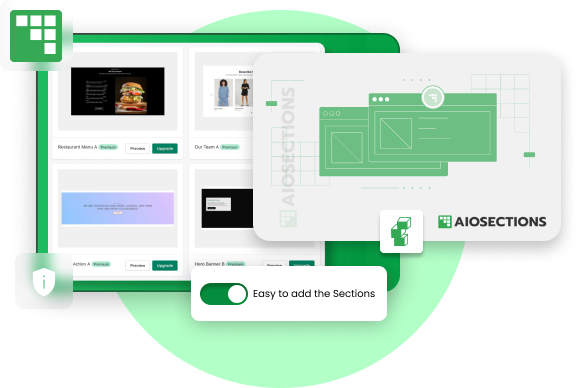 Restaurant Menu A Premium Preview Upgrade
Our Team A Premium
Action A Premium Preview Upgrade
Hero Banner B Premium Preview Upgrade
AIOSECTIONS
AIOSECTIONS
Easy to add the Sections